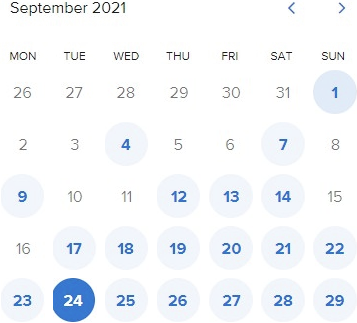 September 2021
MON TUE WED THU FRI SAT SUN
26 27 28 29 30 31 1
2 3 4 5 6 7 8
9 10 11 12 13 14 15
16 17 18 19 20 21 22
23 24 25 26 27 28 29